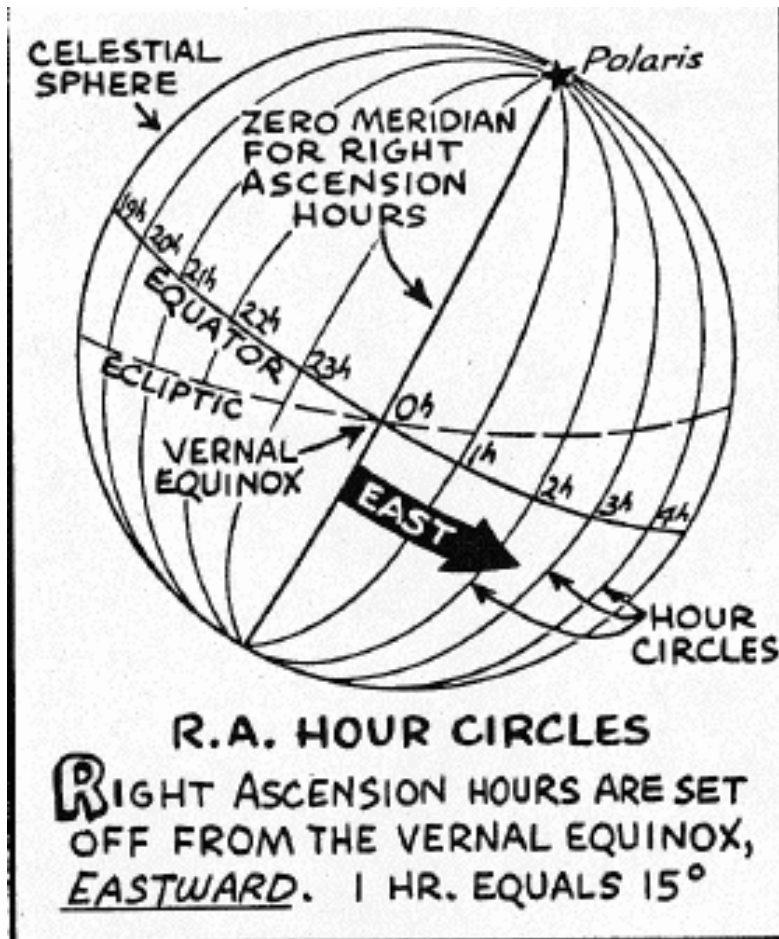 CELESTIAL
SPHERE
Polaris
ZERO MERIDIAN
FOR RIGHT
ASCENSION
HOURS
19h
20h
21h
22h
23h
0h
1h
2h
3h
4h
EQUATOR
ECLIPTIC
VERNAL
EQUINOX
EAST
HOUR
CIRCLES
R.A. HOUR CIRCLES
RIGHT ASCENSION HOURS ARE SET
OFF FROM THE VERNAL EQUINOX,
EASTWARD. 1 HR. EQUALS 15°